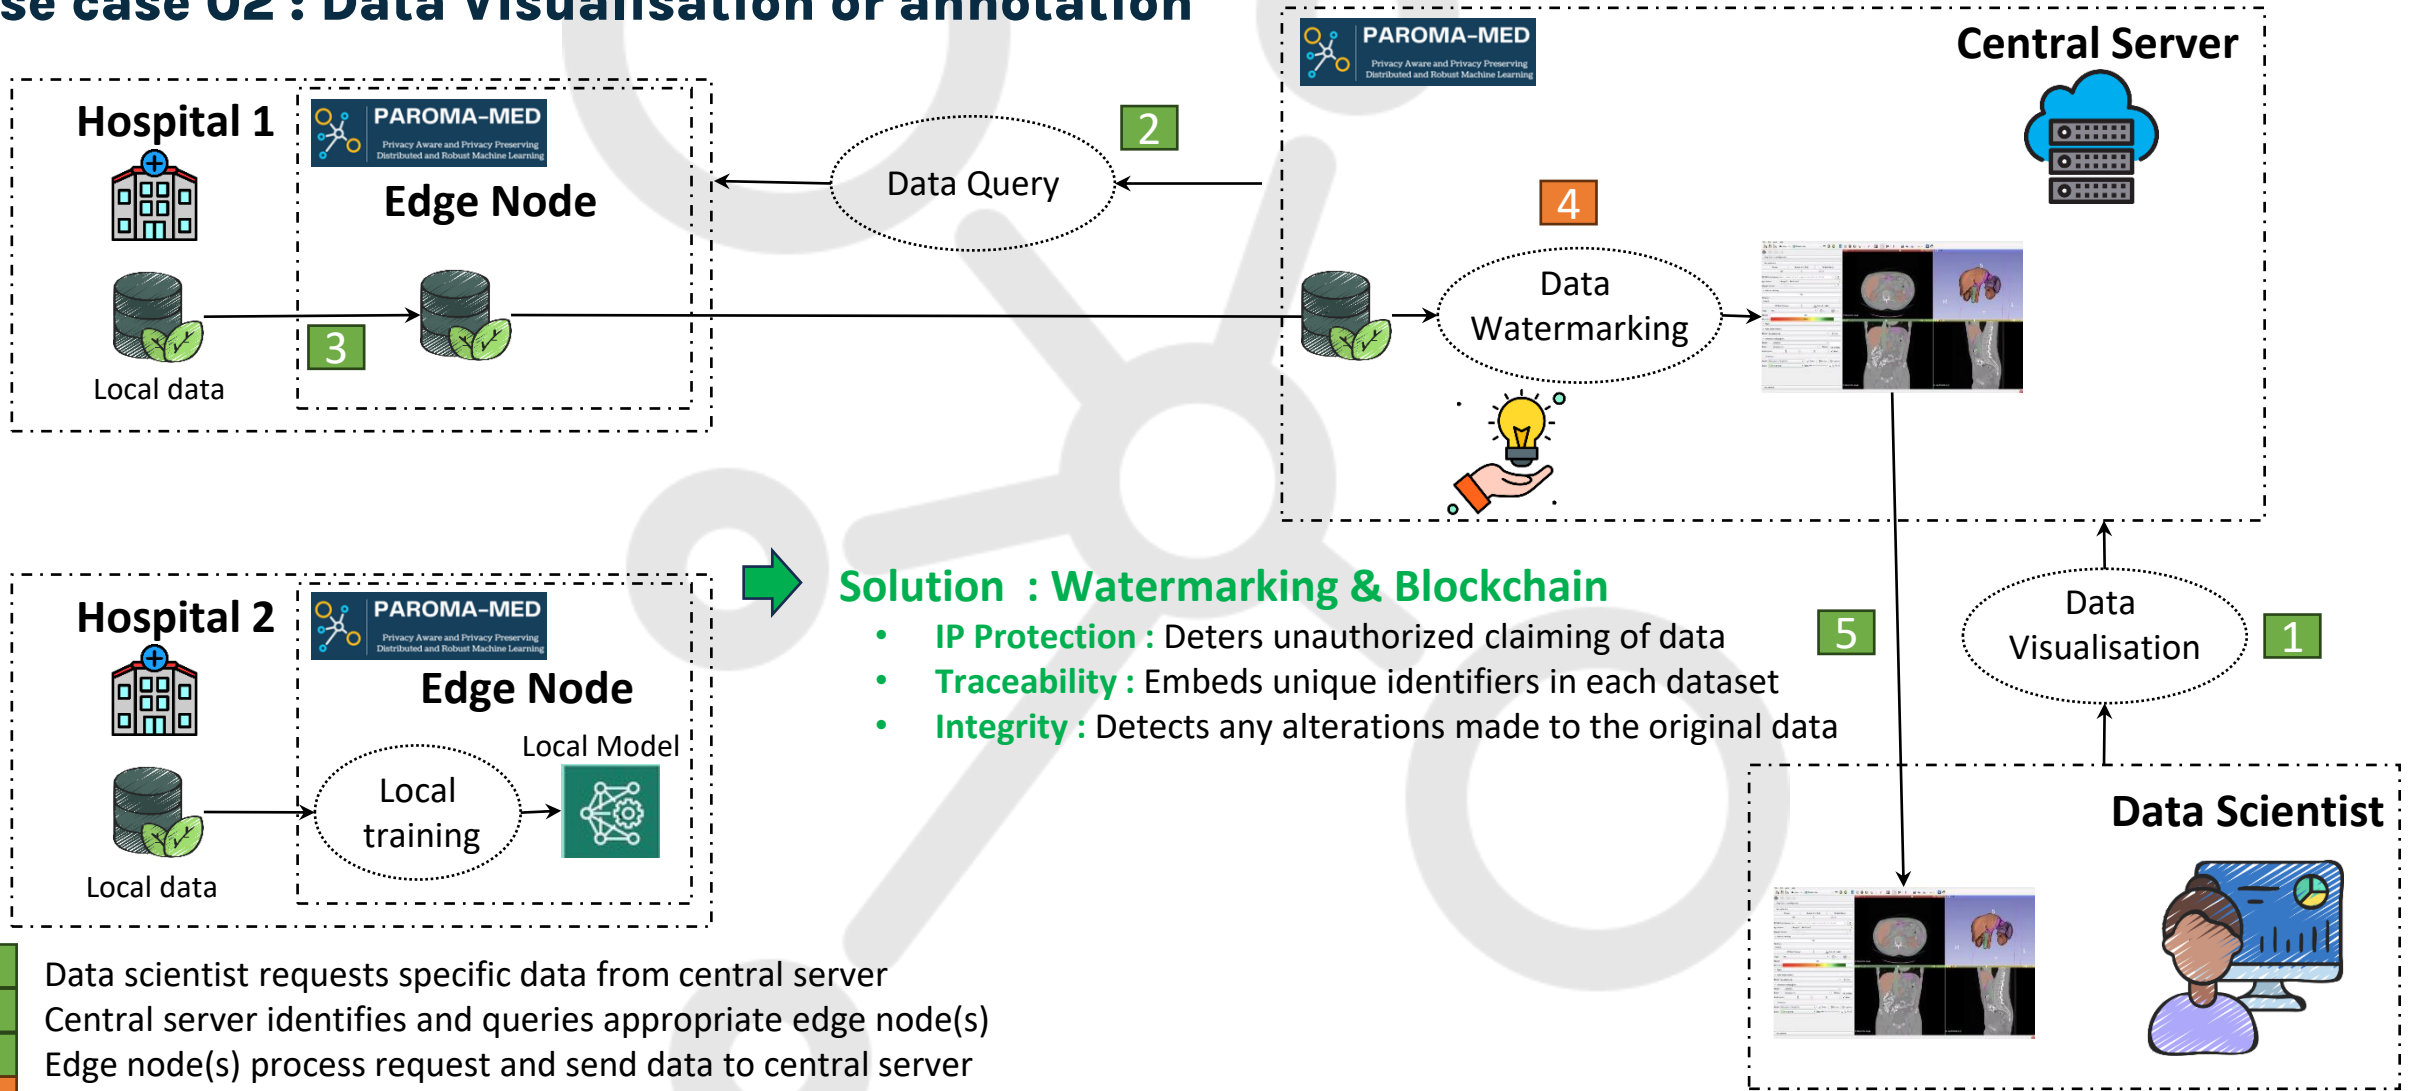 se case 02 : Data Visualisation or annotation
Hospital 1
PAROMA-MED
Privacy Aware and Privacy Preserving
Distributed and Robust Machine Learning
Edge Node
Local data
3
Data Query
2
PAROMA-MED
Privacy Aware and Privacy Preserving
Distributed and Robust Machine Learning
Central Server
4
Data
Watermarking
Hospital 2
PAROMA-MED
Privacy Aware and Privacy Preserving
Distributed and Robust Machine Learning
Edge Node
Local Model
Local
training
Local data
Solution : Watermarking & Blockchain
• IP Protection : Deters unauthorized claiming of data
• Traceability : Embeds unique identifiers in each dataset
• Integrity : Detects any alterations made to the original data
5
Data
Visualisation
1
Data Scientist
Data scientist requests specific data from central server
Central server identifies and queries appropriate edge node(s)
Edge node(s) process request and send data to central server